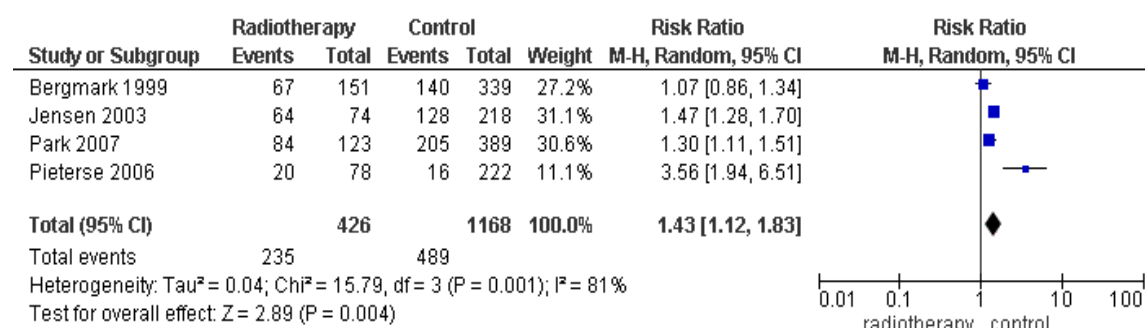 Radiotherapy Control Risk Ratio Risk Ratio
Study or Subgroup Events Total Events Total Weight M-H, Random, 95% CI M-H, Random, 95% CI
Bergmark 1999 67 151 140 339 27.2% 1.07 [0.86, 1.34]
Jensen 2003 64 74 128 218 31.1% 1.47 [1.28, 1.70]
Park 2007 84 123 205 389 30.6% 1.30 [1.11, 1.51]
Pieterse 2006 20 78 16 222 11.1% 3.56 [1.94, 6.51]
Total (95% CI) 426 1168 100.0% 1.43 [1.12, 1.83]
Total events 235 489
Heterogeneity: Tau² = 0.04; Chi² = 15.79, df = 3 (P = 0.001); I² = 81%
Test for overall effect: Z = 2.89 (P = 0.004)
0.01 0.1 1 10 100
radiotherapy control